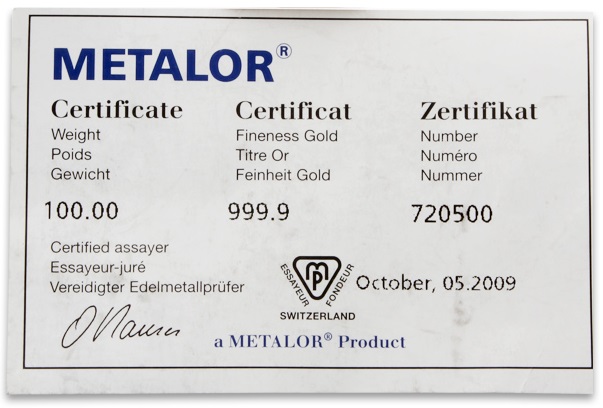 METALOR®
Certificate Certificat Zertifikat
Weight Fineness Gold Number
Poids Titre Or Numéro
Gewicht Feinheit Gold Nummer
100.00 999.9 720500
Certified assayer
Essayeur-juré
Vereidigter Edelmetallprüfer
MP
ESSAYEUR FONDEUR
SWITZERLAND
October, 05.2009
a METALOR® Product